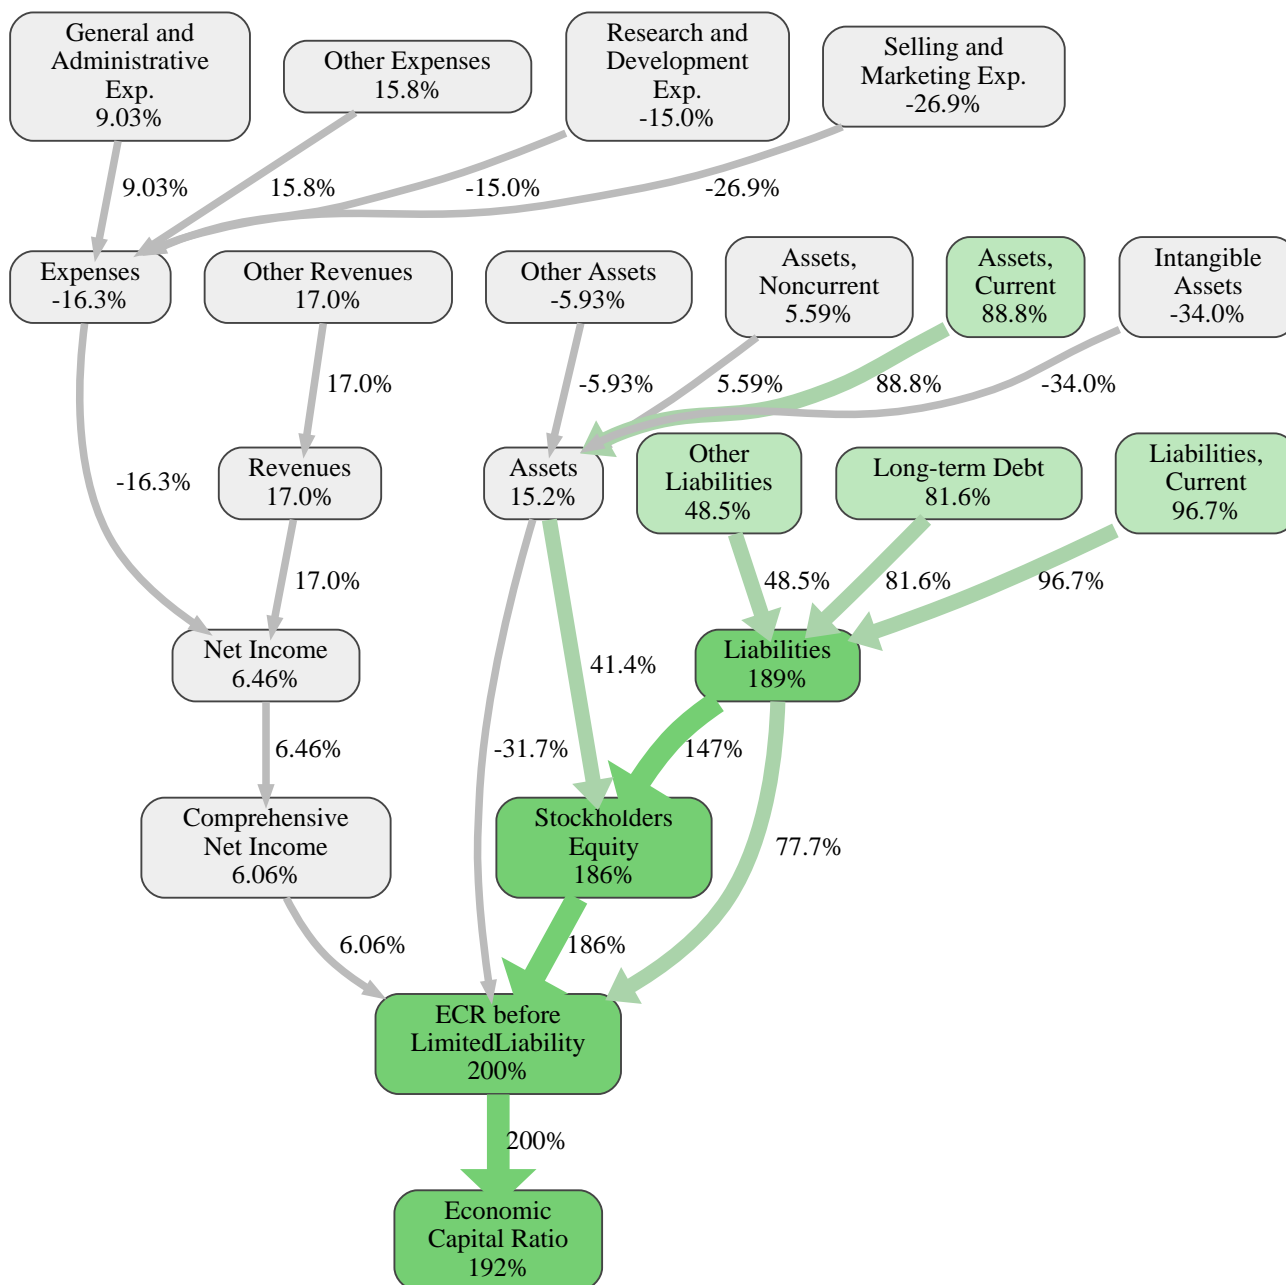 General and
Administrative
Exp.
9.03%
Other Expenses
15.8%
Research and
Development
Exp.
-15.0%
Selling and
Marketing Exp.
-26.9%
9.03%
15.8%
-15.0%
-26.9%
Expenses
-16.3%
Other Revenues
17.0%
Other Assets
-5.93%
Assets,
Noncurrent
5.59%
Assets,
Current
88.8%
Intangible
Assets
-34.0%
17.0%
-5.93%
5.59%
88.8%
-34.0%
-16.3%
Revenues
17.0%
Assets
15.2%
Other
Liabilities
48.5%
Long-term Debt
81.6%
Liabilities,
Current
96.7%
17.0%
48.5%
81.6%
96.7%
Net Income
6.46%
41.4%
Liabilities
189%
6.46%
-31.7%
147%
Comprehensive
Net Income
6.06%
Stockholders
Equity
186%
77.7%
6.06%
186%
ECR before
LimitedLiability
200%
200%
Economic
Capital Ratio
192%